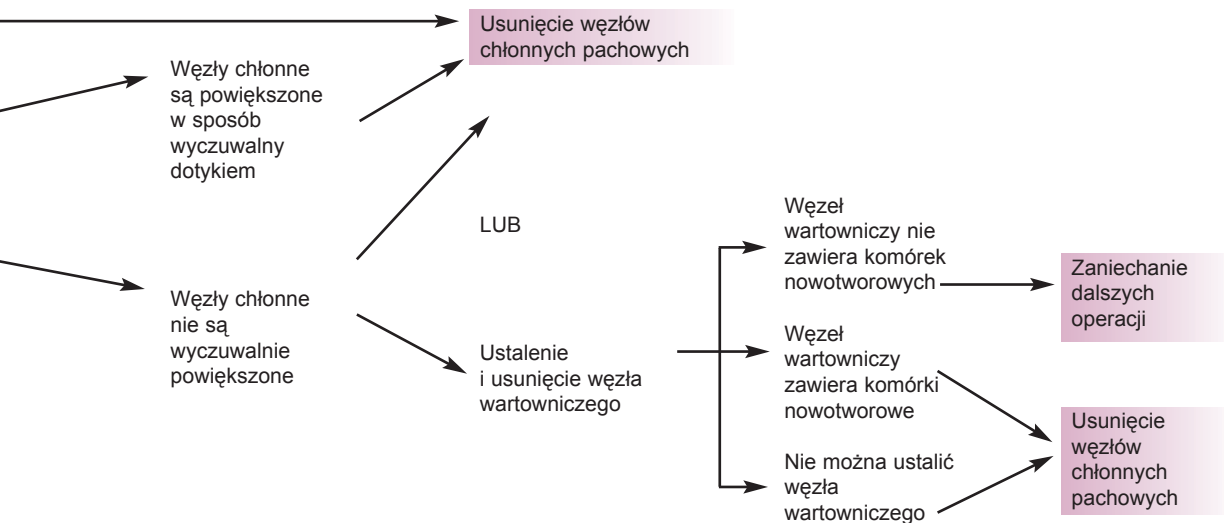 Usunięcie węzłów
chłonnych pachowych
Węzły chłonne
są powiększone
w sposób
wyczuwalny
dotykiem
LUB
Węzły chłonne
nie są
wyczuwalnie
powiększone
Ustalenie
i usunięcie węzła
wartowniczego
Węzeł
wartowniczy nie
zawiera komórek
nowotworowych
Zaniechanie
dalszych
operacji
Węzeł
wartowniczy
zawiera komórki
nowotworowe
Nie można ustalić
węzła
wartowniczego
Usunięcie
węzłów
chłonnych
pachowych